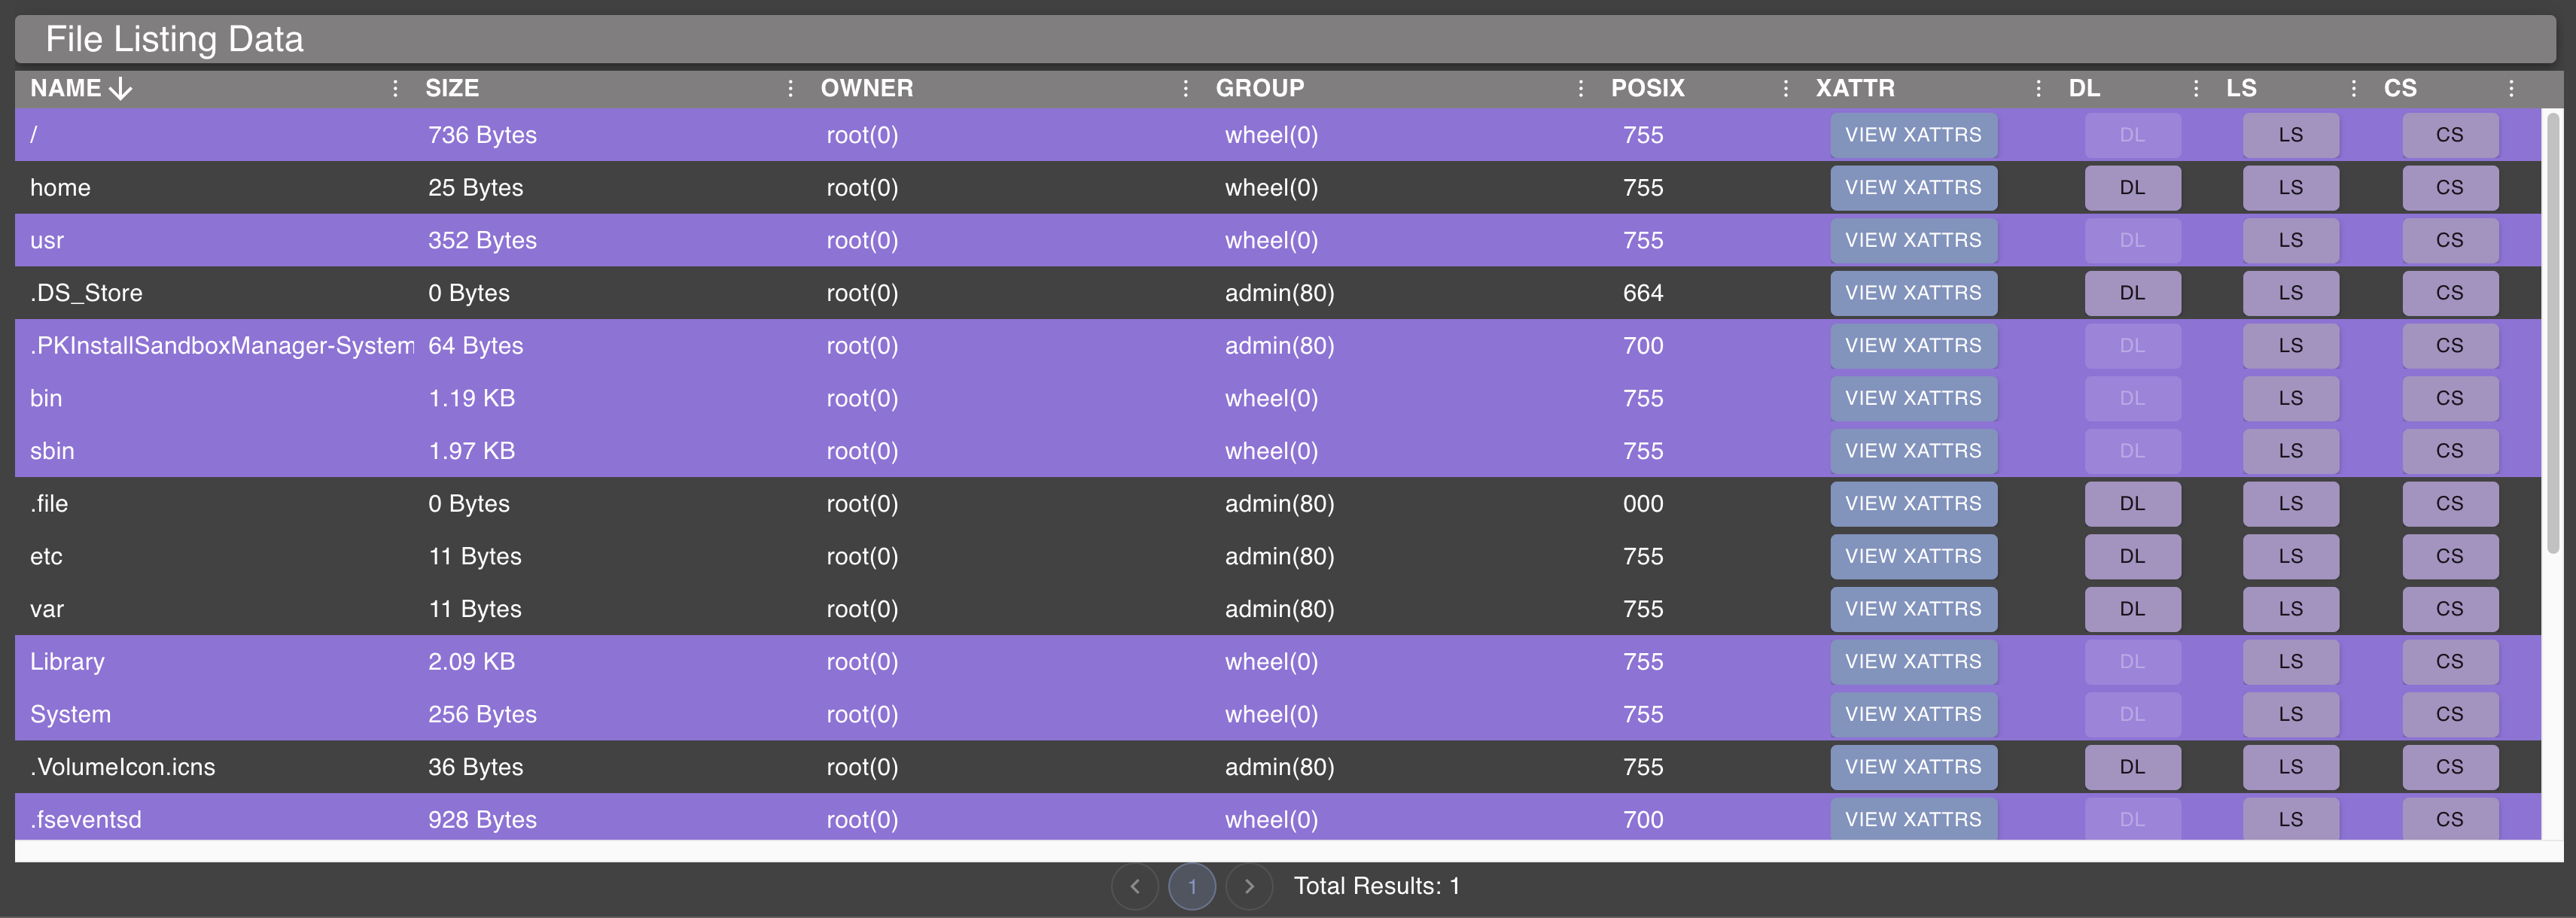 File Listing Data
NAME SIZE OWNER GROUP POSIX XATTR DL LS CS
/ 736 Bytes root(0) wheel(0) 755 VIEW XATTRS DL LS CS
home 25 Bytes root(0) wheel(0) 755 VIEW XATTRS DL LS CS
usr 352 Bytes root(0) wheel(0) 755 VIEW XATTRS DL LS CS
.DS_Store 0 Bytes root(0) admin(80) 664 VIEW XATTRS DL LS CS
.PKInstallSandboxManager-System 64 Bytes root(0) admin(80) 700 VIEW XATTRS DL LS CS
bin 1.19 KB root(0) wheel(0) 755 VIEW XATTRS DL LS CS
sbin 1.97 KB root(0) wheel(0) 755 VIEW XATTRS DL LS CS
.file 0 Bytes root(0) admin(80) 000 VIEW XATTRS DL LS CS
etc 11 Bytes root(0) admin(80) 755 VIEW XATTRS DL LS CS
var 11 Bytes root(0) admin(80) 755 VIEW XATTRS DL LS CS
Library 2.09 KB root(0) wheel(0) 755 VIEW XATTRS DL LS CS
System 256 Bytes root(0) wheel(0) 755 VIEW XATTRS DL LS CS
.VolumeIcon.icns 36 Bytes root(0) admin(80) 755 VIEW XATTRS DL LS CS
.fseventsd 928 Bytes root(0) wheel(0) 700 VIEW XATTRS DL LS CS
1 Total Results: 1